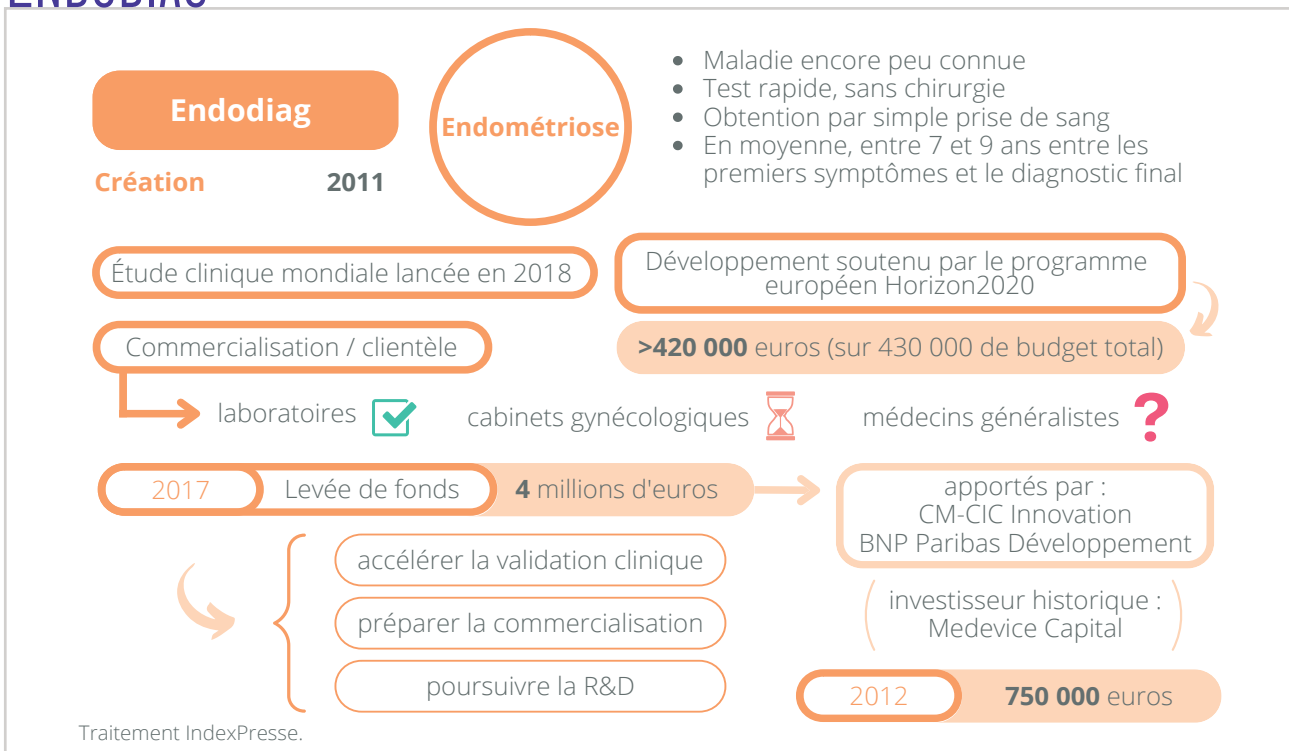 ENDODIAG
Endodiag
Création 2011
Endométriose
• Maladie encore peu connue
• Test rapide, sans chirurgie
• Obtention par simple prise de sang
• En moyenne, entre 7 et 9 ans entre les
premiers symptômes et le diagnostic final
Étude clinique mondiale lancée en 2018
Développement soutenu par le programme
européen Horizon2020
>420 000 euros (sur 430 000 de budget total)
Commercialisation / clientèle
laboratoires
cabinets gynécologiques
médecins généralistes ?
2017 Levée de fonds 4 millions d'euros
apportés par :
CM-CIC Innovation
BNP Paribas Développement
accélérer la validation clinique
préparer la commercialisation
poursuivre la R&D
investisseur historique :
Medevice Capital
2012 750 000 euros
Traitement IndexPresse.